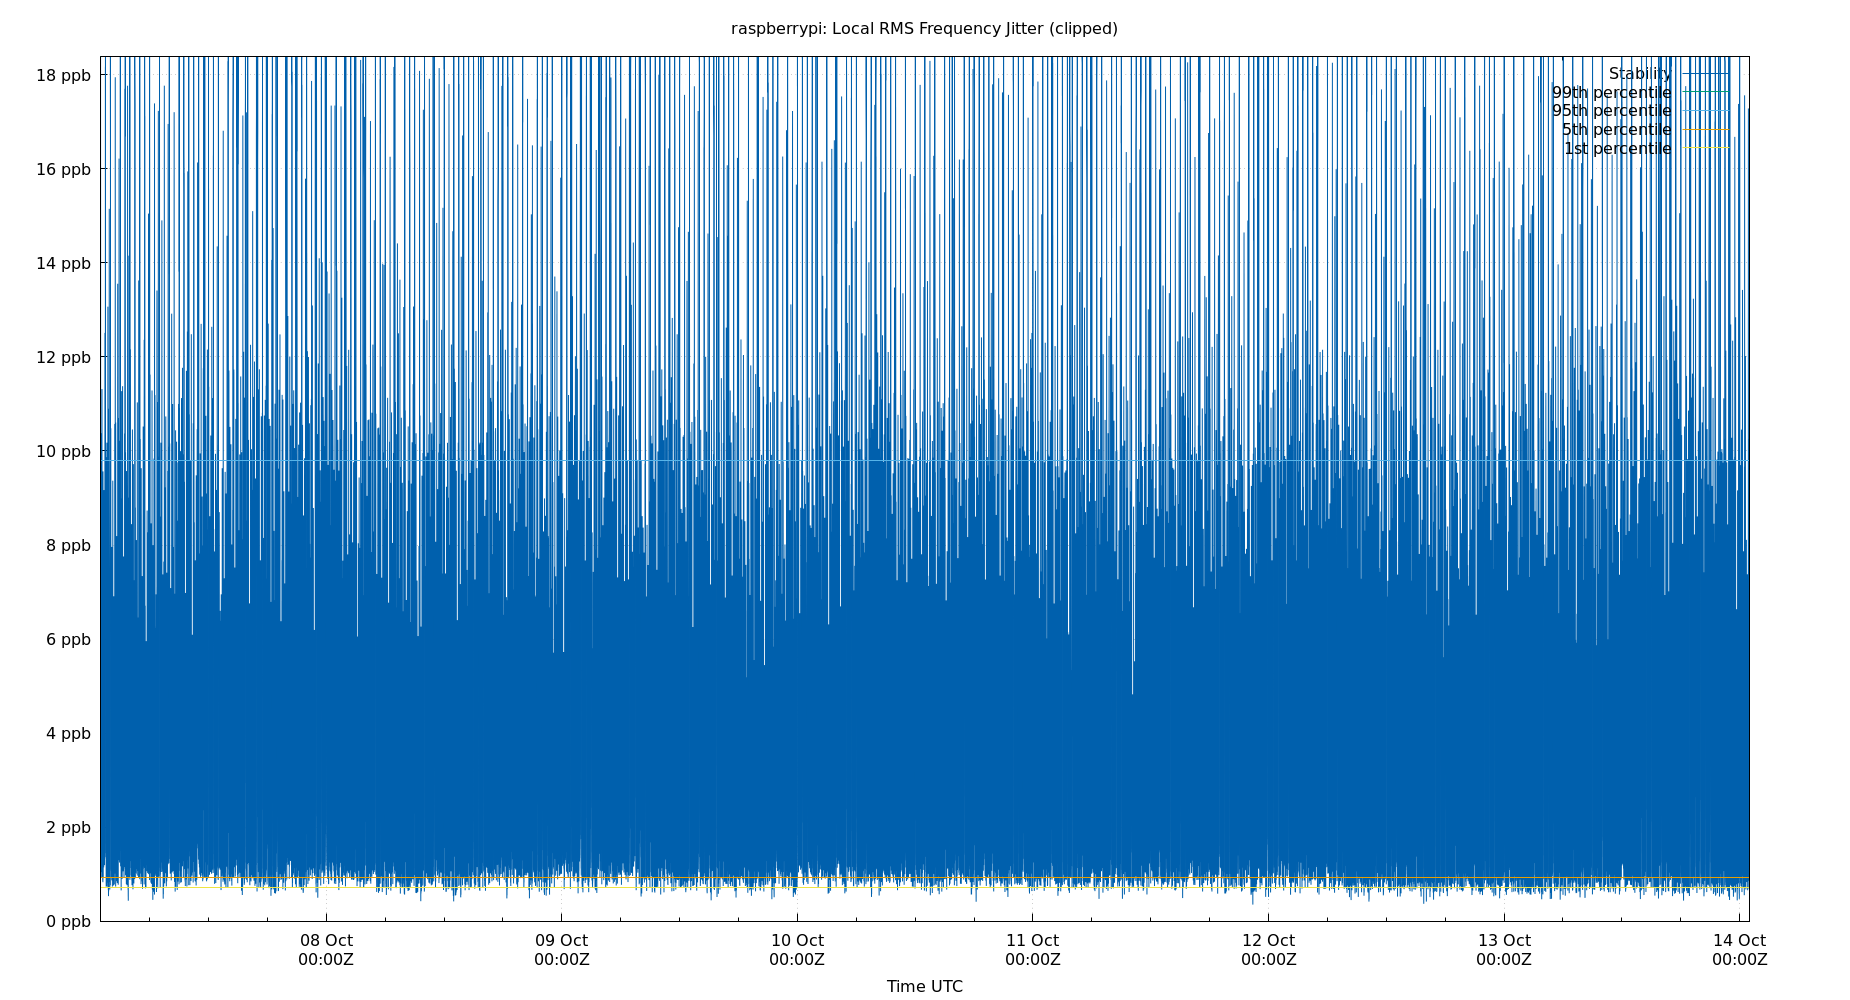 raspberrypi: Local RMS Frequency Jitter (clipped)
18 ppb
16 ppb
14 ppb
12 ppb
10 ppb
8 ppb
6 ppb
4 ppb
2 ppb
0 ppb
Stability
99th percentile
95th percentile
5th percentile
1st percentile
08 Oct 09 Oct 10 Oct 11 Oct 12 Oct 13 Oct 14 Oct
00:00Z 00:00Z 00:00Z 00:00Z 00:00Z 00:00Z 00:00Z
Time UTC